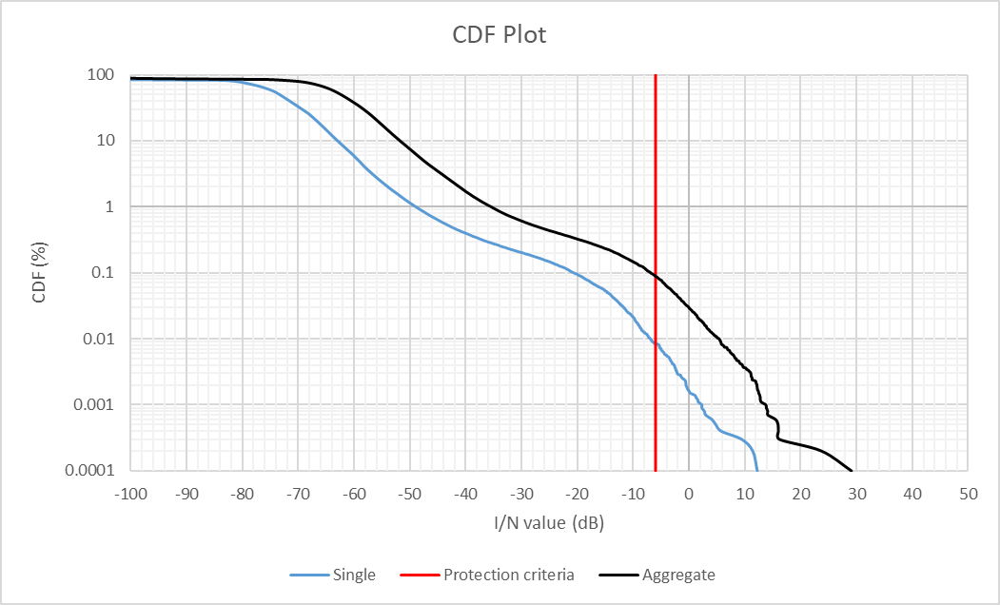 CDF Plot
100
10
1
0.1
0.01
0.001
0.0001
CDF (%)
-100 -90 -80 -70 -60 -50 -40 -30 -20 -10 0 10 20 30 40 50
I/N value (dB)
Single Protection criteria Aggregate